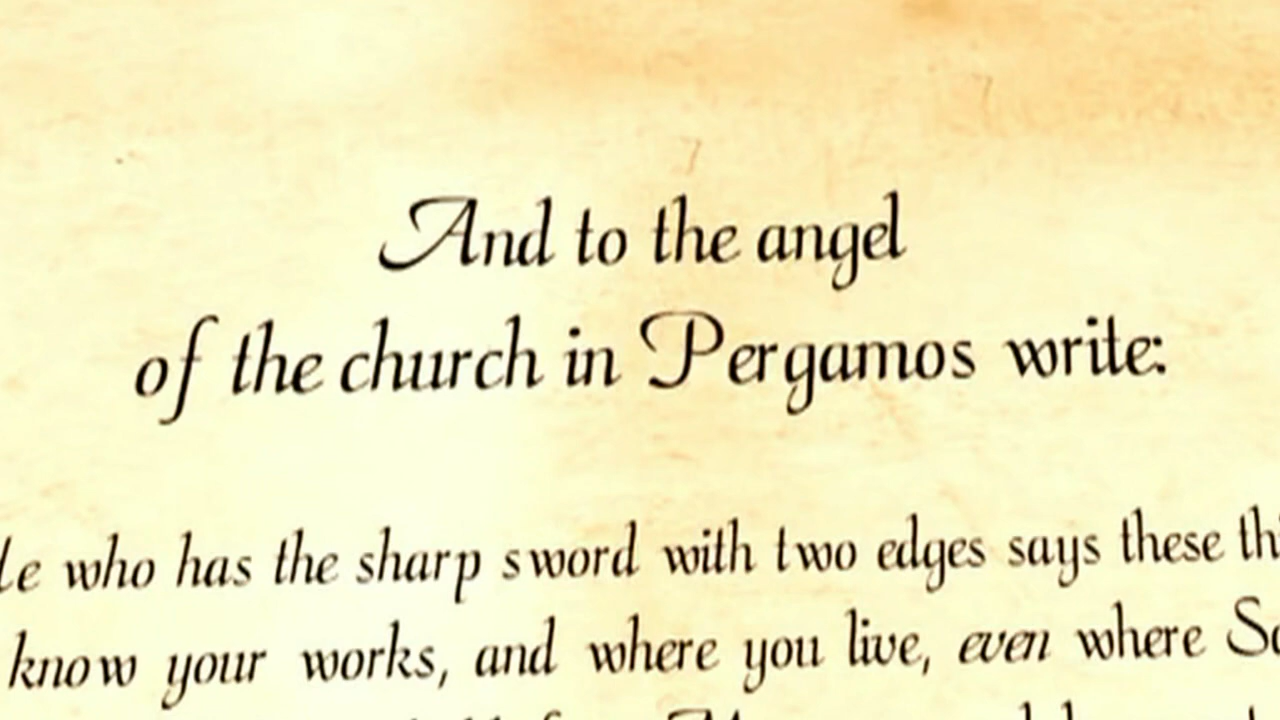 And to the angel
of the church in Pergamos write:
who has the sharp sword with two edges says these
know your works, and where you live, even where